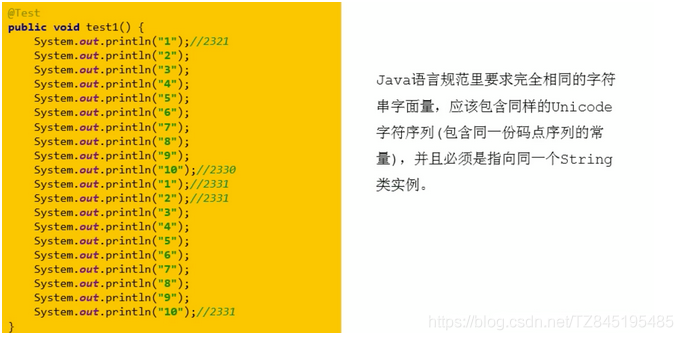 @Test
public void test1() {
System.out.println("1");//2321
System.out.println("2");
System.out.println("3");
System.out.println("4");
System.out.println("5");
System.out.println("6");
System.out.println("7");
System.out.println("8");
System.out.println("9");
System.out.println("10");//2330
System.out.println("1");//2331
System.out.println("2");//2331
System.out.println("3");
System.out.println("4");
System.out.println("5");
System.out.println("6");
System.out.println("7");
System.out.println("8");
System.out.println("9");
System.out.println("10");//2331
}
Java语言规范里要求完全相同的字符
串字面量，应该包含同样的Unicode
字符序列(包含同一份码点序列的常
量)，并且必须是指向同一个String
类实例。
https://blog.csdn.net/TZ845195485